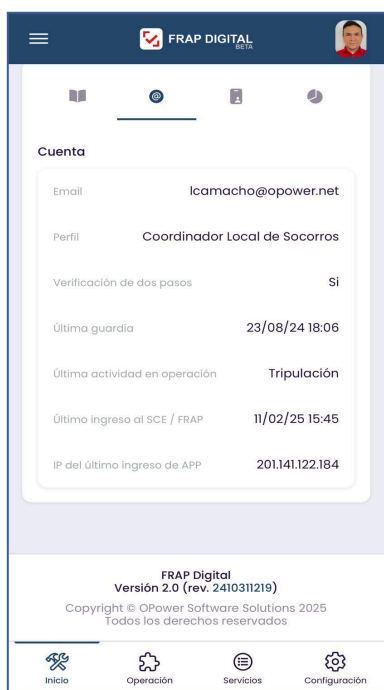 FRAP DIGITAL
BETA
Cuenta
Email lcamacho@opower.net
Perfil Coordinador Local de Socorros
Verificación de dos pasos Si
Última guardia 23/08/24 18:06
Última actividad en operación Tripulación
Último ingreso al SCE / FRAP 11/02/25 15:45
IP del último ingreso de APP 201.141.122.184
FRAP Digital
Versión 2.0 (rev. 2410311219)
Copyright © OPower Software Solutions 2025
Todos los derechos reservados
Inicio Operación Servicios Configuración